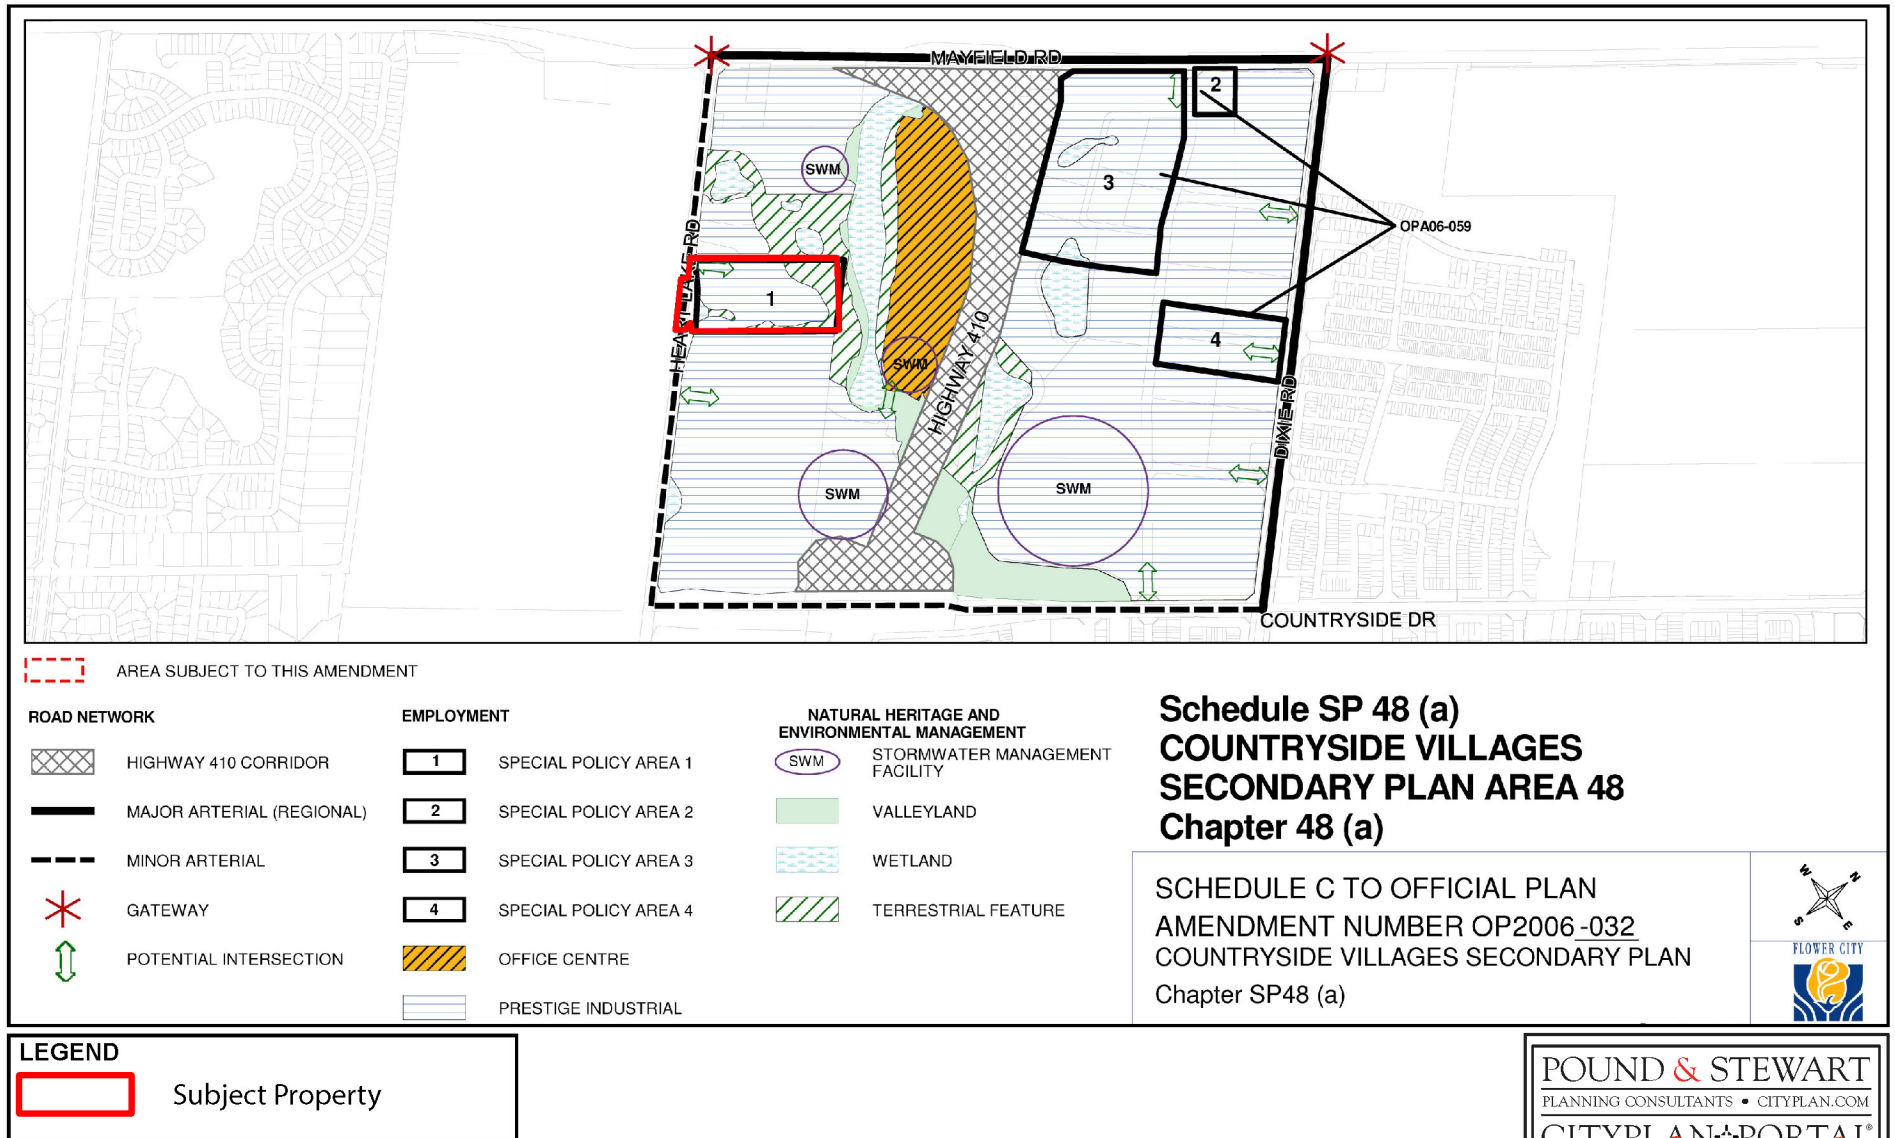 MAYFIELD RD
2
SWM
3
HEART LAKE RD
OPA06-059
1
4
SWM
HIGHWAY 410
DIXIE RD
SWM
SWM
COUNTRYSIDE DR
AREA SUBJECT TO THIS AMENDMENT
ROAD NETWORK
HIGHWAY 410 CORRIDOR
MAJOR ARTERIAL (REGIONAL)
MINOR ARTERIAL
GATEWAY
POTENTIAL INTERSECTION
EMPLOYMENT
1 SPECIAL POLICY AREA 1
2 SPECIAL POLICY AREA 2
3 SPECIAL POLICY AREA 3
4 SPECIAL POLICY AREA 4
OFFICE CENTRE
PRESTIGE INDUSTRIAL
NATURAL HERITAGE AND
ENVIRONMENTAL MANAGEMENT
SWM STORMWATER MANAGEMENT
FACILITY
VALLEYLAND
WETLAND
TERRESTRIAL FEATURE
Schedule SP 48 (a)
COUNTRYSIDE VILLAGES
SECONDARY PLAN AREA 48
Chapter 48 (a)
SCHEDULE C TO OFFICIAL PLAN
AMENDMENT NUMBER OP2006 -032
COUNTRYSIDE VILLAGES SECONDARY PLAN
Chapter SP48 (a)
W N
S E
FLOWER CITY
LEGEND
Subject Property
POUND & STEWART
PLANNING CONSULTANTS • CITYPLAN.COM
CITYPLAN PORTAL®